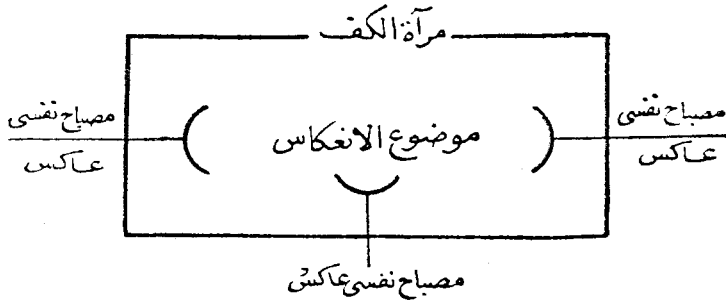 مرآة الكف
مصباح نفسى
عاكس
موضوع الانعكاس
مصباح نفسى
عاكس
مصباح نفسى عاكس